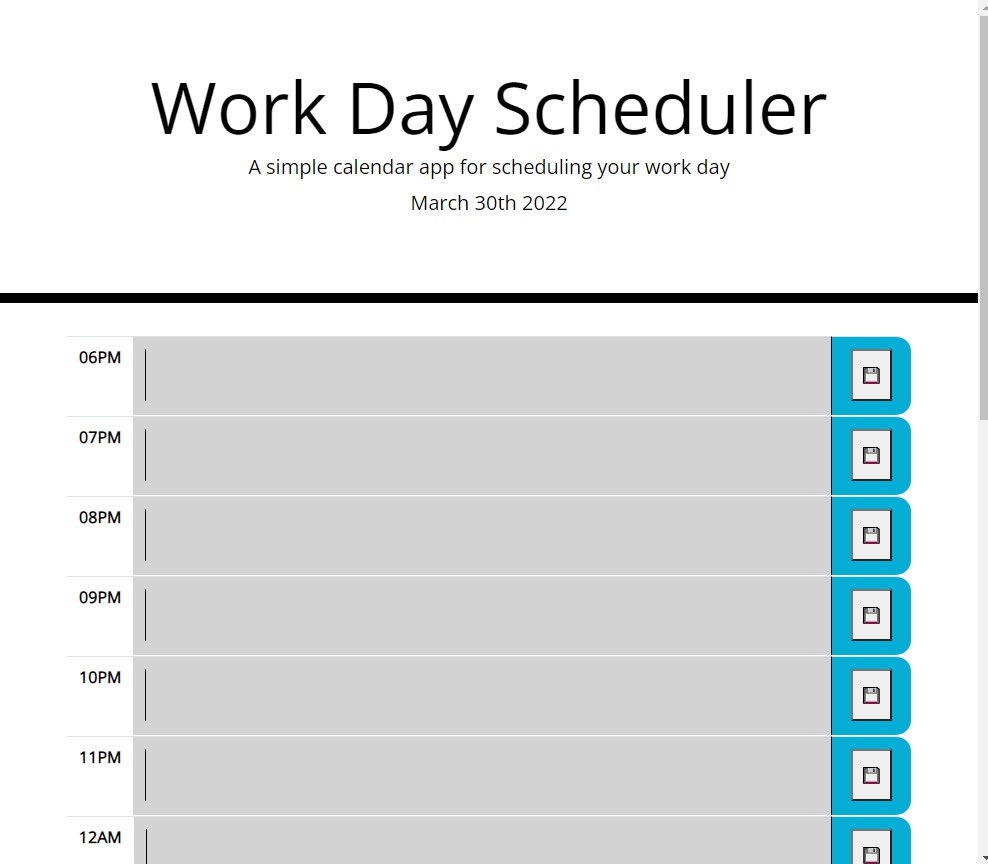 Work Day Scheduler
A simple calendar app for scheduling your work day
March 30th 2022
06PM
07PM
08PM
09PM
10PM
11PM
12AM